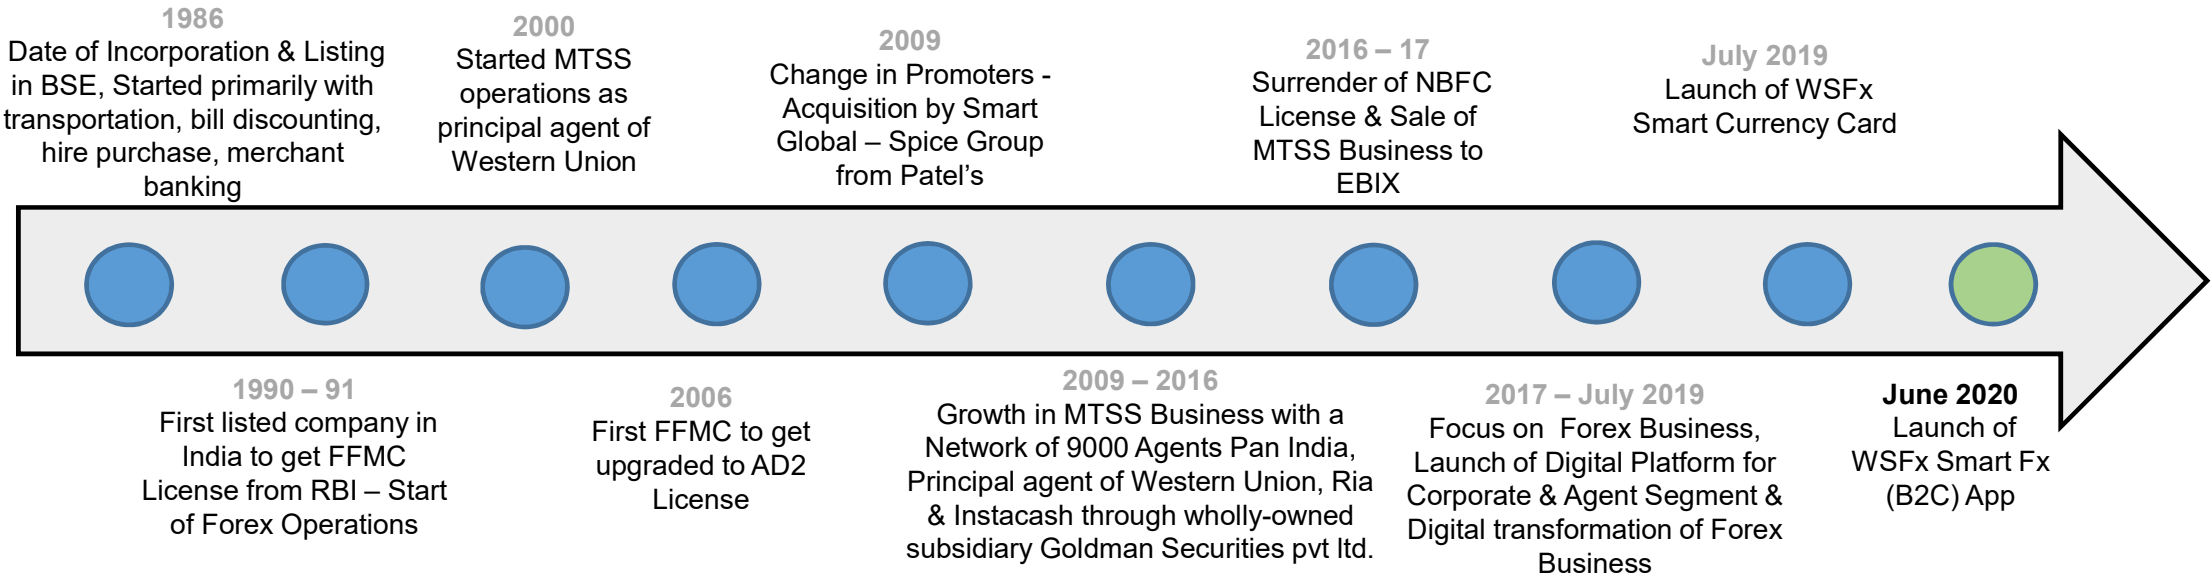 1986
Date of Incorporation & Listing
in BSE, Started primarily with
transportation, bill discounting,
hire purchase, merchant
banking
2000
Started MTSS
operations as
principal agent of
Western Union
2009
Change in Promoters -
Acquisition by Smart
Global – Spice Group
from Patel’s
2016 – 17
Surrender of NBFC
License & Sale of
MTSS Business to
EBIX
July 2019
Launch of WSFx
Smart Currency Card
1990 – 91
First listed company in
India to get FFMC
License from RBI – Start
of Forex Operations
2006
First FFMC to get
upgraded to AD2
License
2009 – 2016
Growth in MTSS Business with a
Network of 9000 Agents Pan India,
Principal agent of Western Union, Ria
& Instacash through wholly-owned
subsidiary Goldman Securities pvt ltd.
2017 – July 2019
Focus on  Forex Business,
Launch of Digital Platform for
Corporate & Agent Segment &
Digital transformation of Forex
Business
June 2020
Launch of
WSFx Smart Fx
(B2C) App